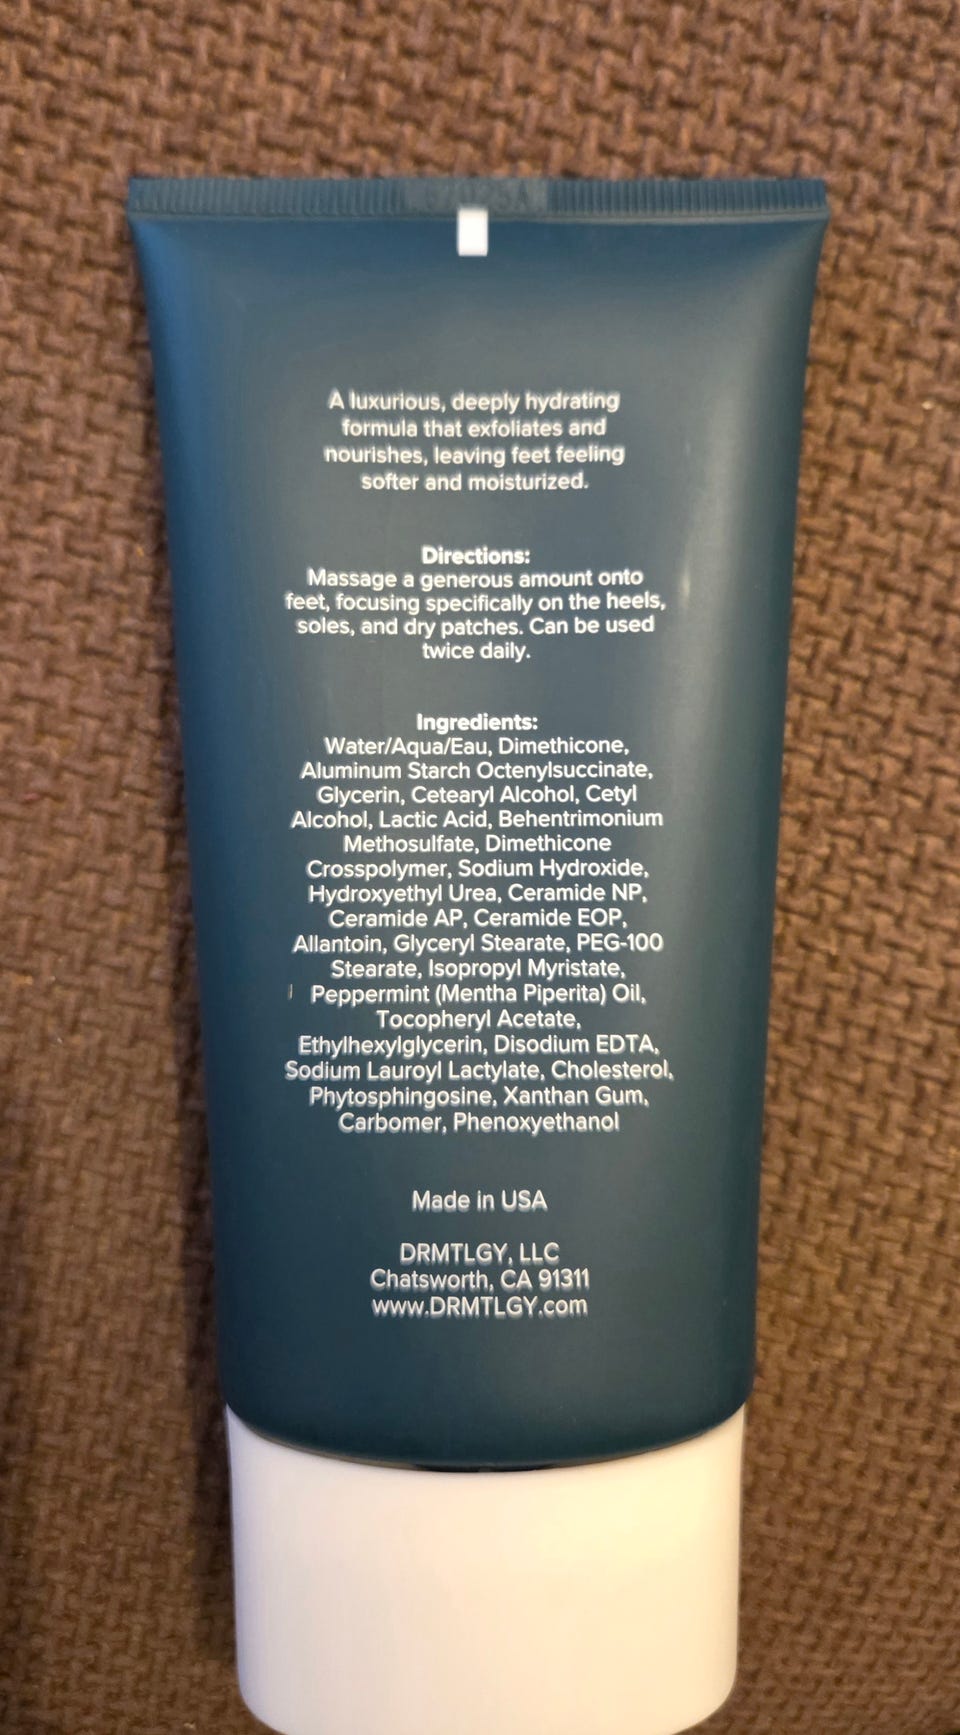 A luxurious, deeply hydrating
formula that exfoliates and
nourishes, leaving feet feeling
softer and moisturized.
Directions:
Massage a generous amount onto
feet, focusing specifically on the heels,
soles, and dry patches. Can be used
twice daily.
Ingredients:
Water/Aqua/Eau, Dimethicone,
Aluminum Starch Octenylsuccinate,
Glycerin, Cetearyl Alcohol, Cetyl
Alcohol, Lactic Acid, Behentrimonium
Methosulfate, Dimethicone
Crosspolymer, Sodium Hydroxide,
Hydroxyethyl Urea, Ceramide NP,
Ceramide AP, Ceramide EOP,
Allantoin, Glyceryl Stearate, PEG-100
Stearate, Isopropyl Myristate,
Peppermint (Mentha Piperita) Oil,
Tocopheryl Acetate,
Ethylhexylglycerin, Disodium EDTA,
Sodium Lauroyl Lactylate, Cholesterol,
Phytosphingosine, Xanthan Gum,
Carbomer, Phenoxyethanol
Made in USA
DRMTLGY, LLC
Chatsworth, CA 91311
www.DRMTLGY.com